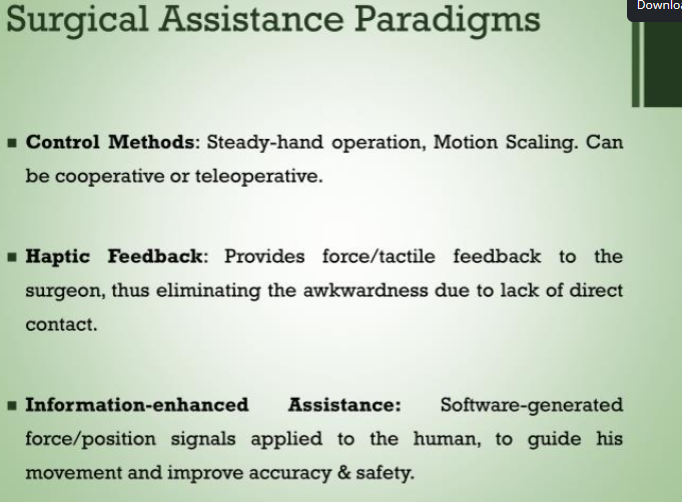 Downloa
Surgical Assistance Paradigms
Control Methods: Steady-hand operation, Motion Scaling. Can
be cooperative or teleoperative.
Haptic Feedback: Provides force/tactile feedback to the
surgeon, thus eliminating the awkwardness due to lack of direct
contact.
Information-enhanced Assistance: Software-generated
force/position signals applied to the human, to guide his
movement and improve accuracy & safety.